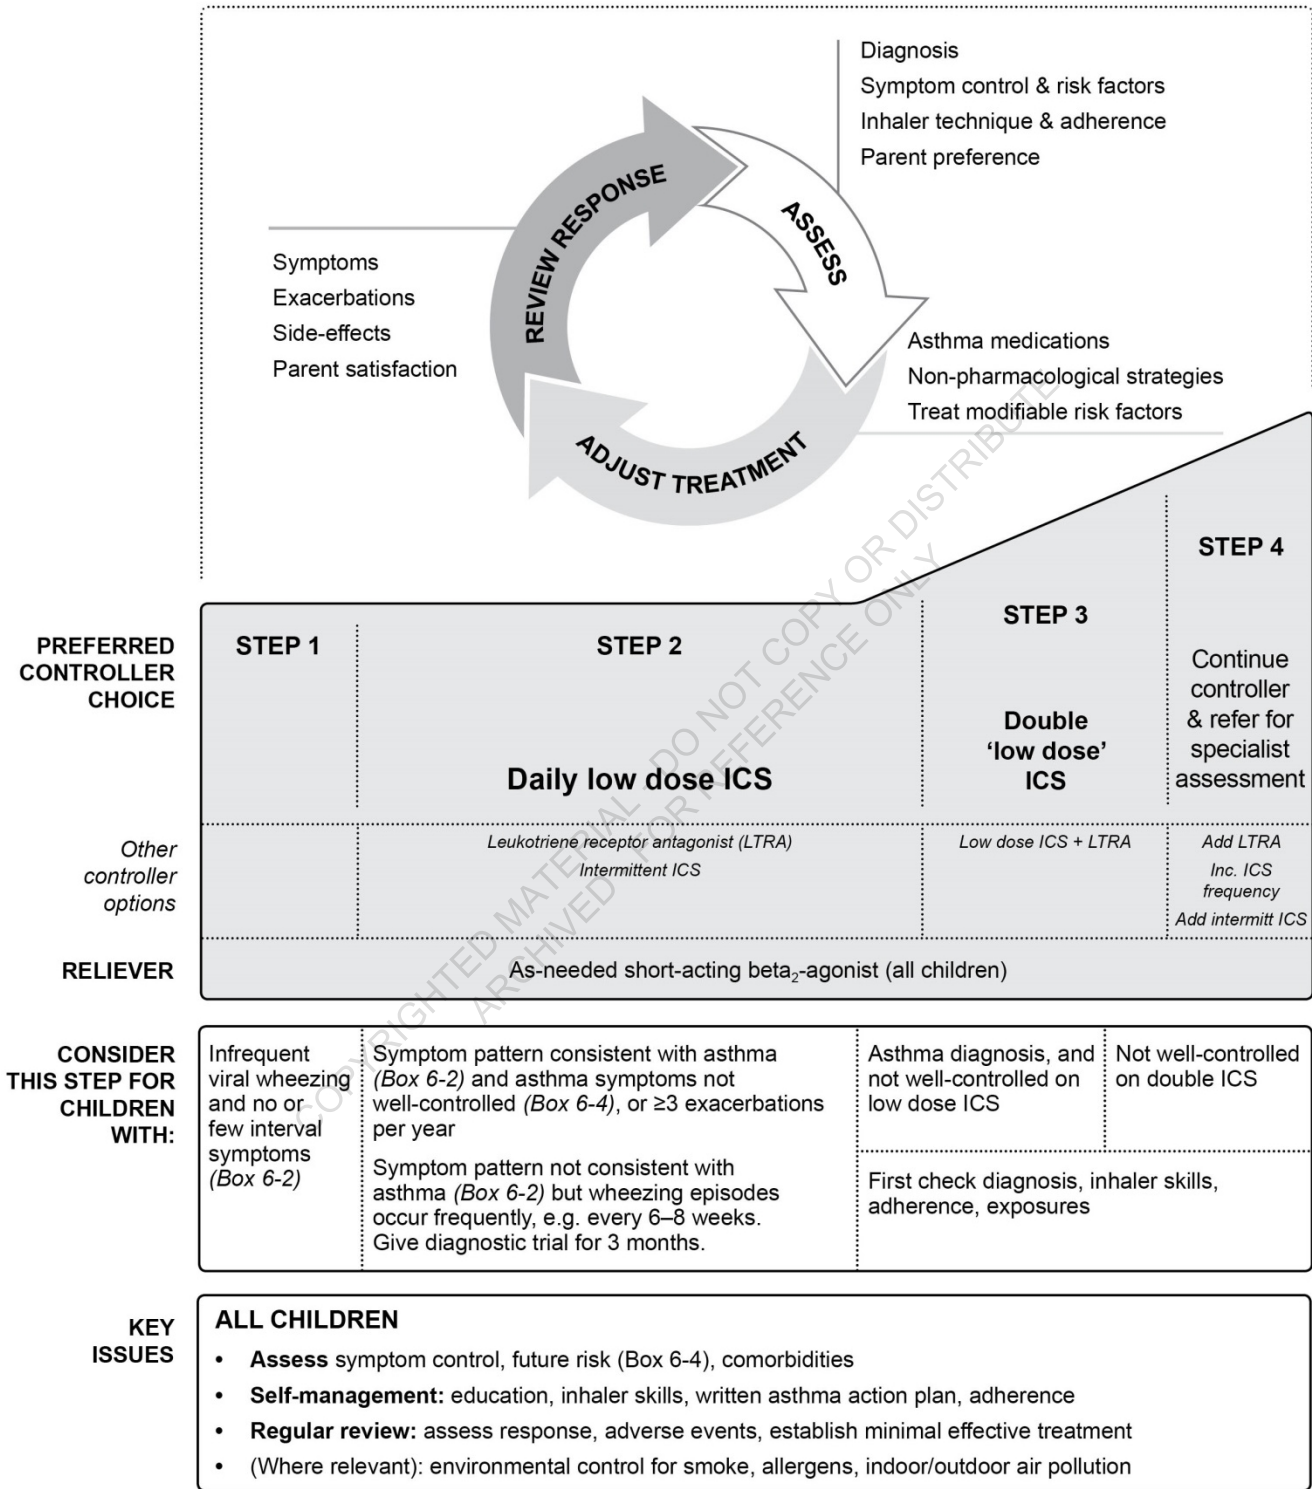 Diagnosis
Symptom control & risk factors
Inhaler technique & adherence
Parent preference
REVIEW RESPONSE
ASSESS
ADJUST TREATMENT
Symptoms
Exacerbations
Side-effects
Parent satisfaction
Asthma medications
Non-pharmacological strategies
Treat modifiable risk factors
COPYRIGHTED MATERIAL - DO NOT COPY OR DISTRIBUTE
ARCHIVED FOR REFERENCE ONLY
PREFERRED
CONTROLLER
CHOICE
STEP 1
STEP 2
Daily low dose ICS
STEP 3
Double
‘low dose’
ICS
STEP 4
Continue
controller
& refer for
specialist
assessment
Other
controller
options
Leukotriene receptor antagonist (LTRA)
Intermittent ICS
Low dose ICS + LTRA
Add LTRA
Inc. ICS
frequency
Add intermitt ICS
RELIEVER
As-needed short-acting beta₂-agonist (all children)
CONSIDER
THIS STEP FOR
CHILDREN
WITH:
Infrequent
viral wheezing
and no or
few interval
symptoms
(Box 6-2)
Symptom pattern consistent with asthma
(Box 6-2) and asthma symptoms not
well-controlled (Box 6-4), or ≥3 exacerbations
per year
Symptom pattern not consistent with
asthma (Box 6-2) but wheezing episodes
occur frequently, e.g. every 6–8 weeks.
Give diagnostic trial for 3 months.
Asthma diagnosis, and
not well-controlled on
low dose ICS
Not well-controlled
on double ICS
First check diagnosis, inhaler skills,
adherence, exposures
KEY
ISSUES
ALL CHILDREN
• Assess symptom control, future risk (Box 6-4), comorbidities
• Self-management: education, inhaler skills, written asthma action plan, adherence
• Regular review: assess response, adverse events, establish minimal effective treatment
• (Where relevant): environmental control for smoke, allergens, indoor/outdoor air pollution